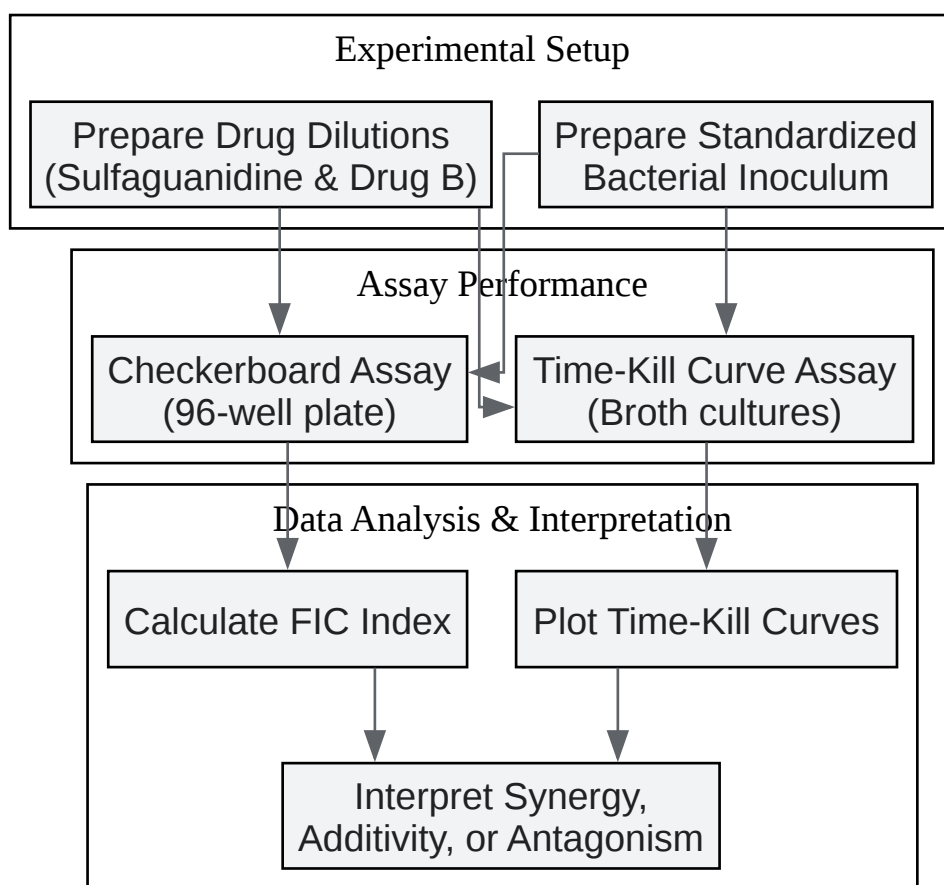 Experimental Setup
Prepare Drug Dilutions
(Sulfaguanidine & Drug B)
Prepare Standardized
Bacterial Inoculum
Assay Performance
Checkerboard Assay
(96-well plate)
Time-Kill Curve Assay
(Broth cultures)
Data Analysis & Interpretation
Calculate FIC Index
Plot Time-Kill Curves
Interpret Synergy,
Additivity, or Antagonism